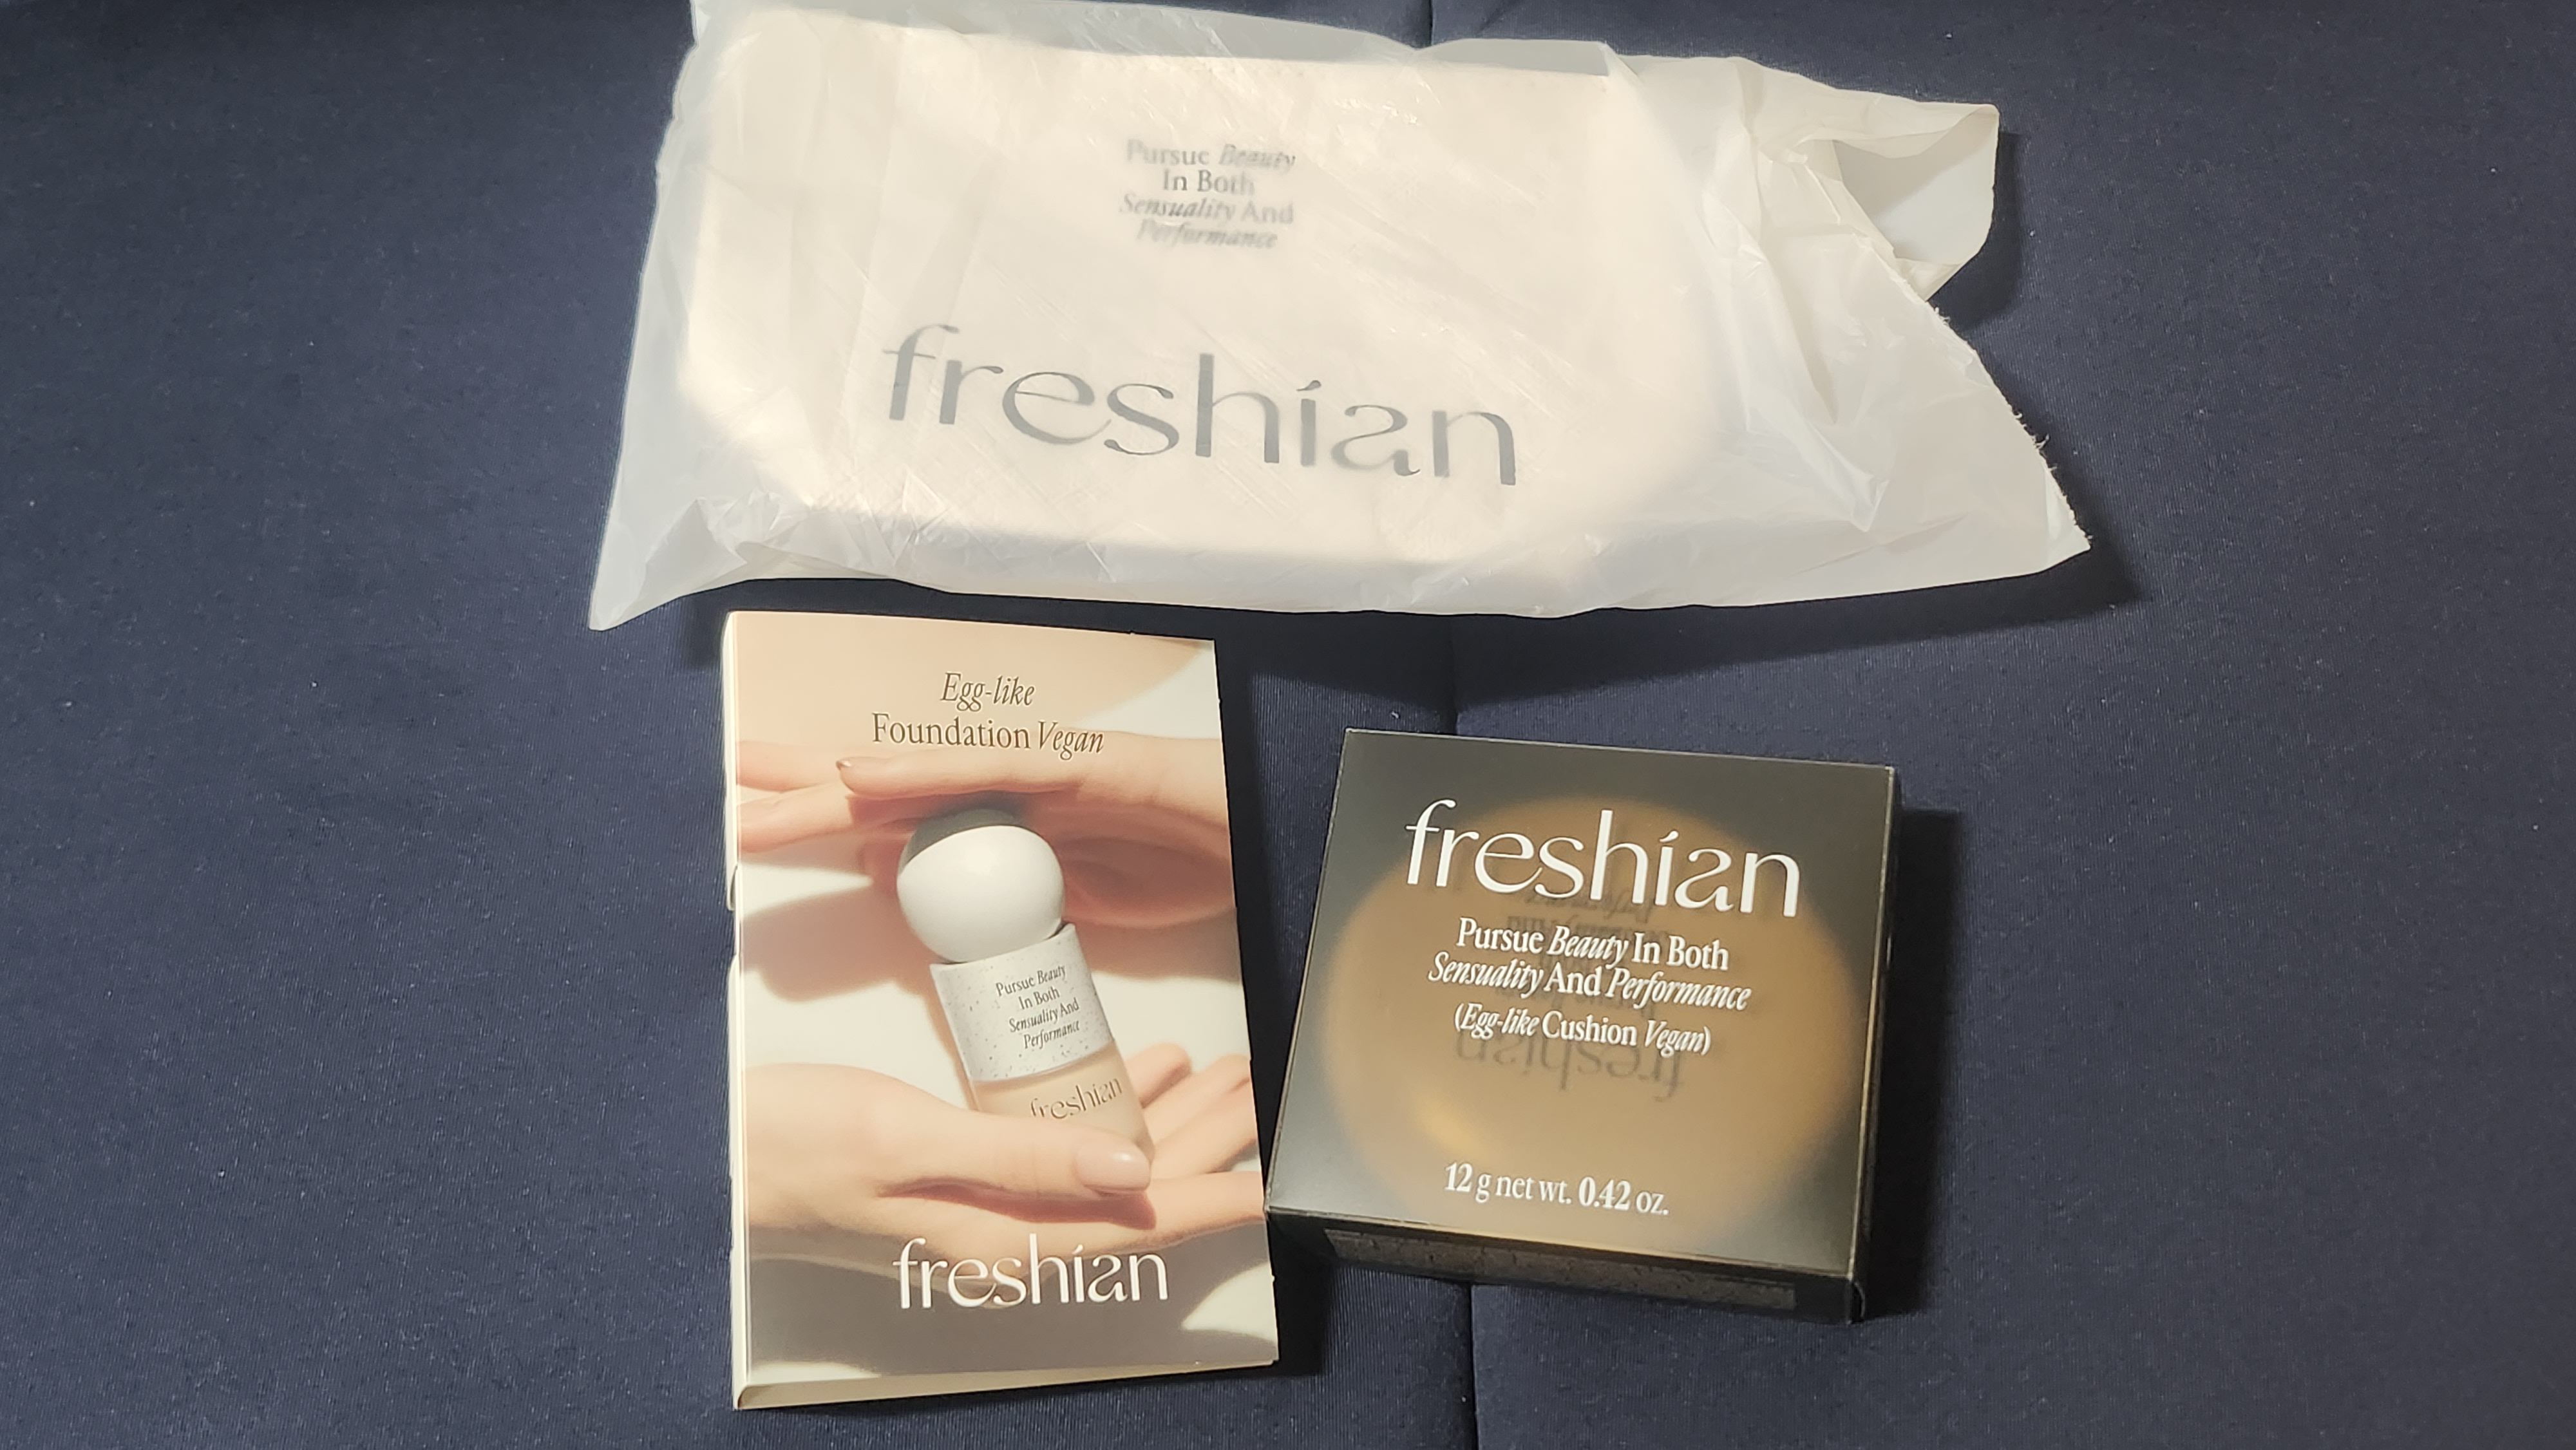 Pursue Beauty
In Both
Sensuality And
Performance
freshian
Egg-like
Foundation Vegan
Pursue Beauty
In Both
Sensuality And
Performance
freshian
freshian
freshian
Pursue Beauty In Both
Sensuality And Performance
(Egg-like Cushion Vegan)
freshian
12 g net wt. 0.42 oz.